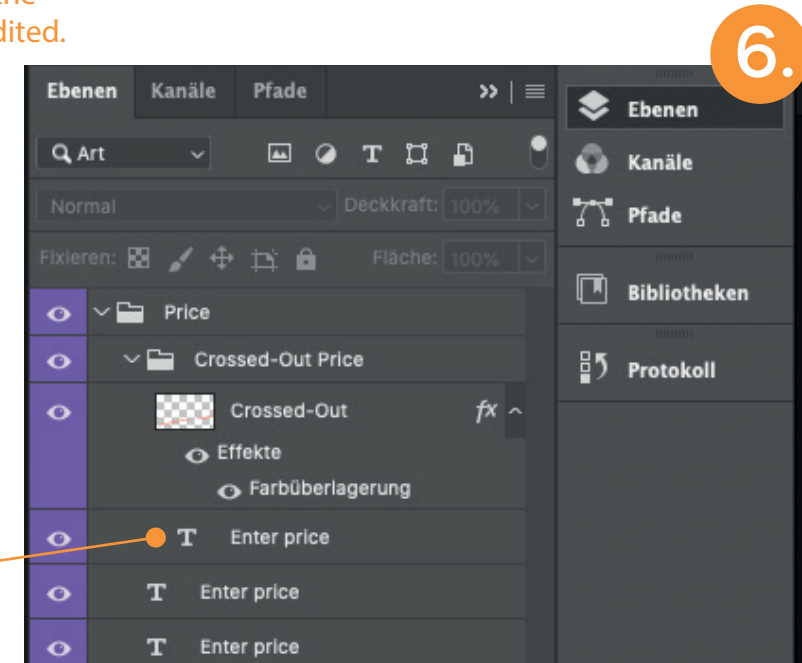 dited.
6.
Ebenen Kanäle Pfade
Art
Normal Deckkraft: 100%
Fixieren: Fläche: 100%
Price
Crossed-Out Price
Crossed-Out fx
Effekte
Farbüberlagerung
T Enter price
T Enter price
T Enter price
Ebenen
Kanäle
Pfade
Bibliotheken
Protokoll